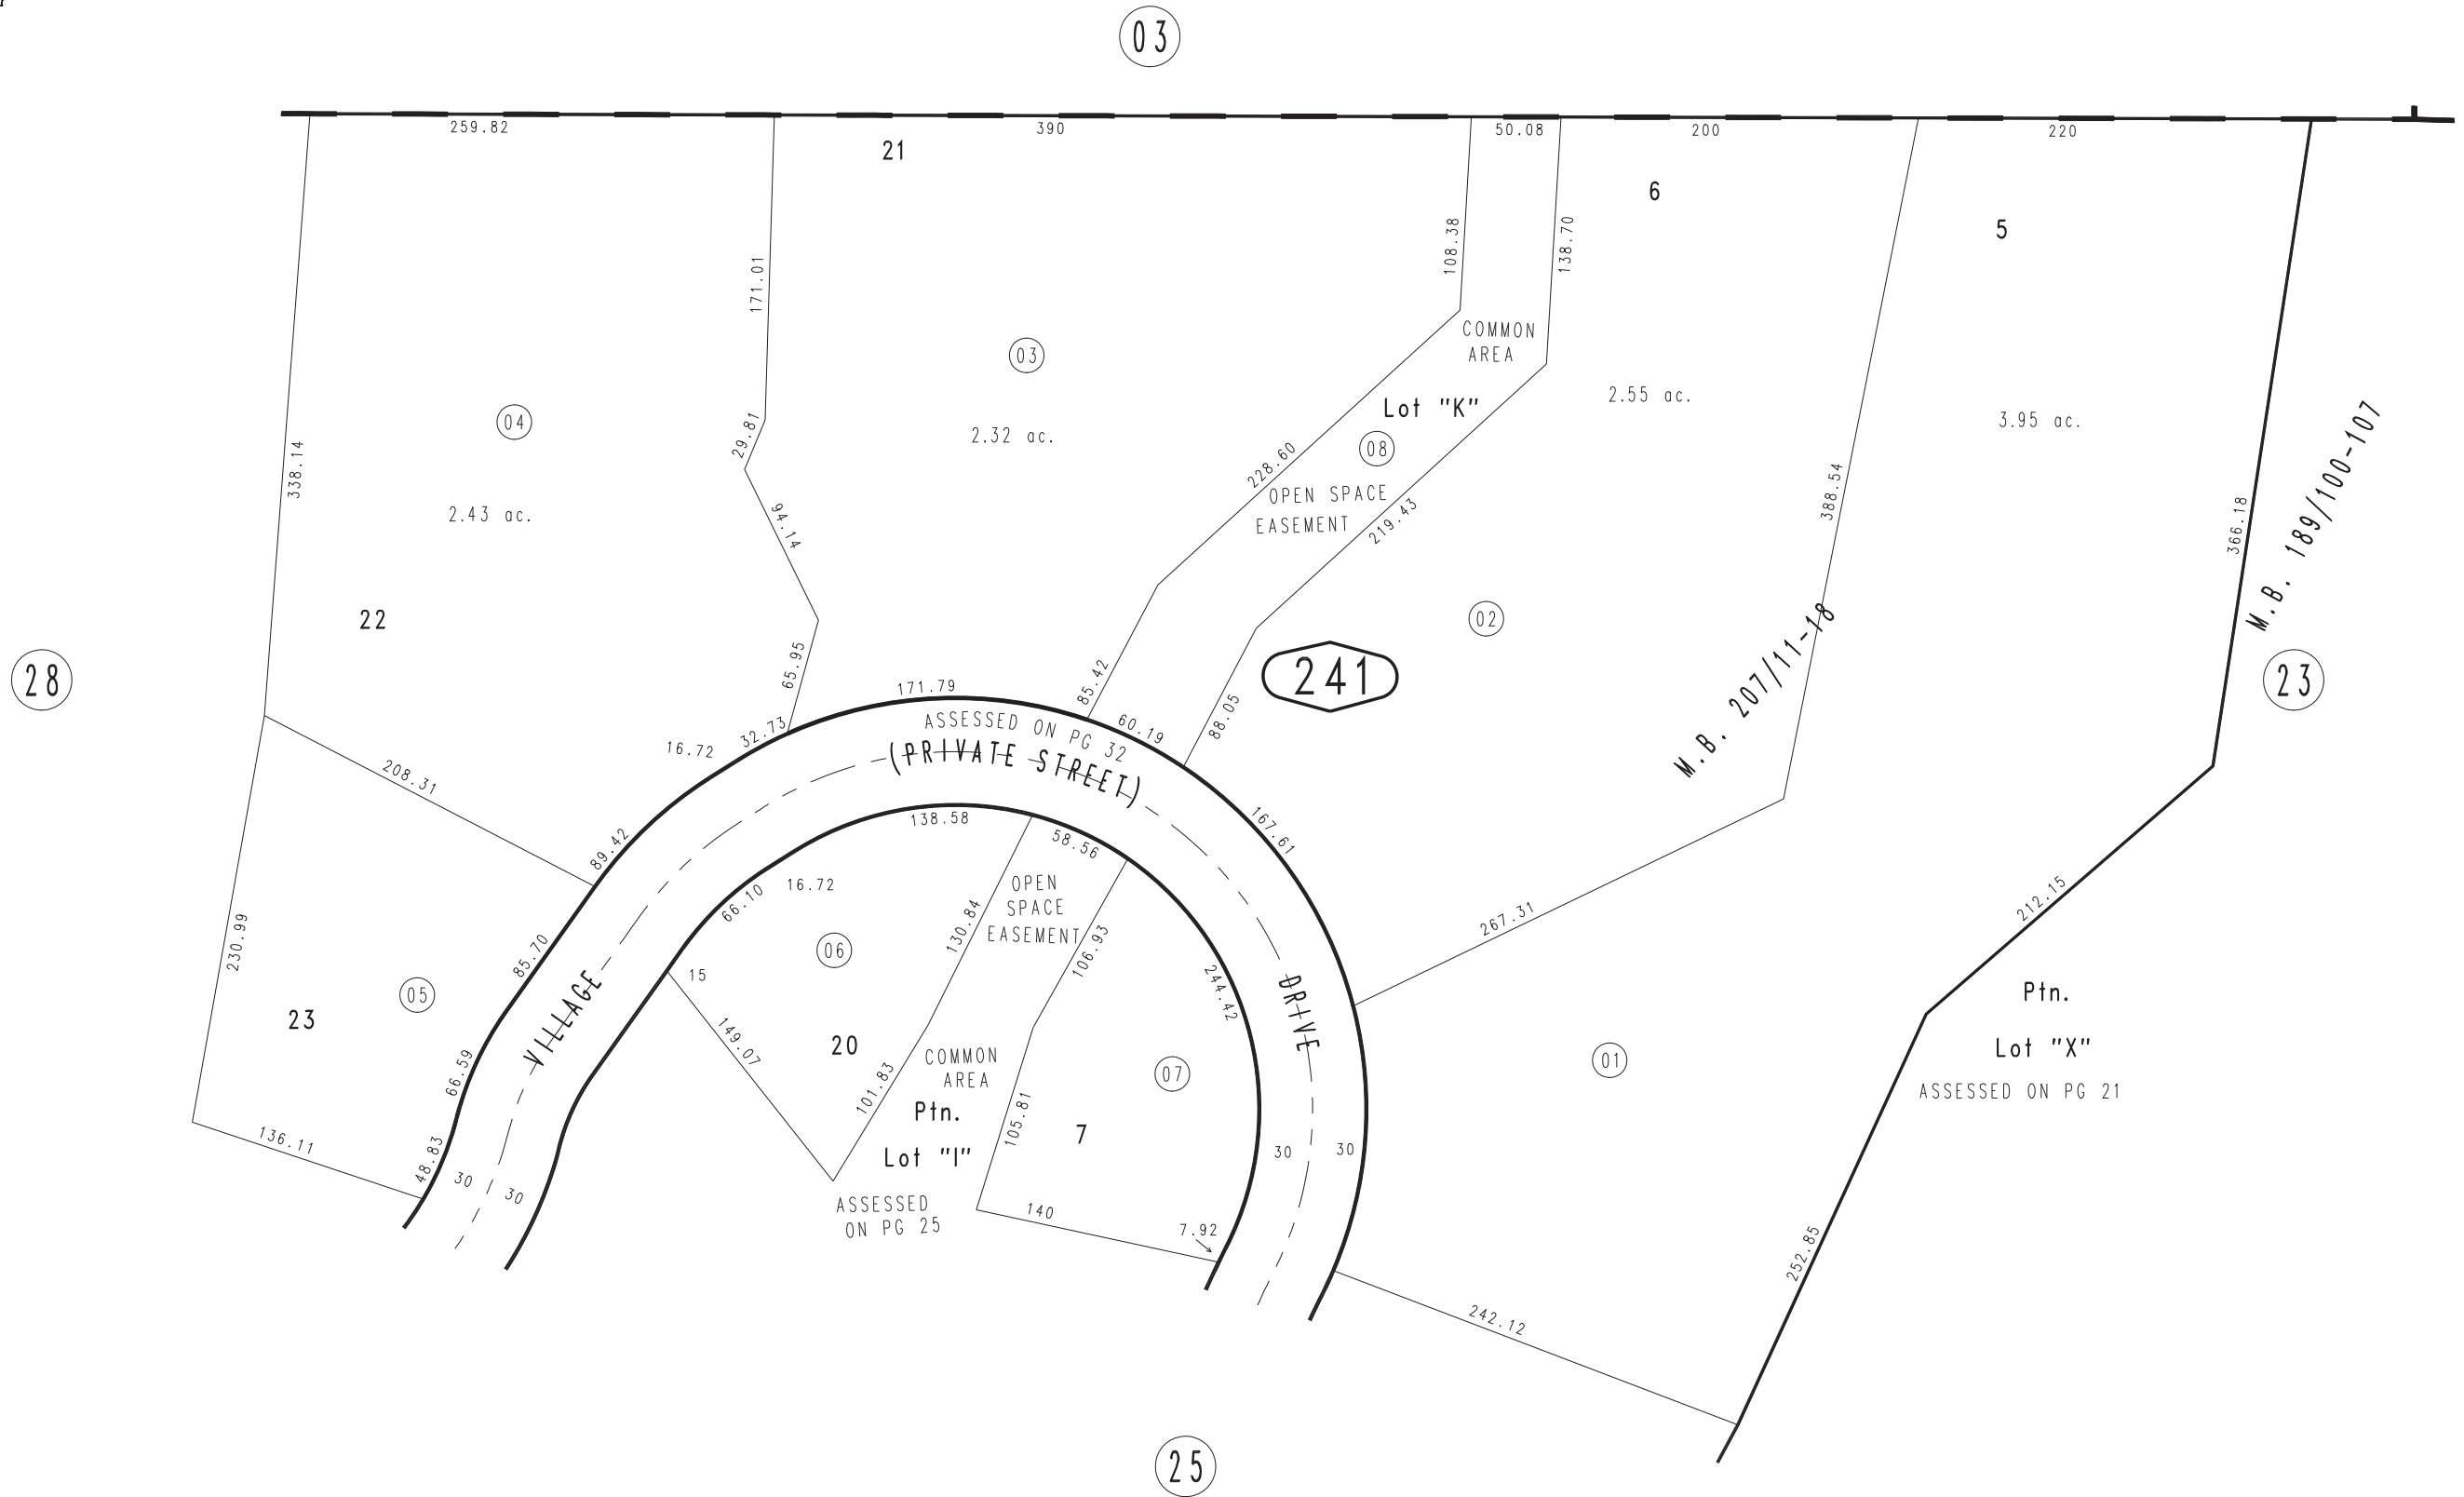 03
259.82
390
50.08
200
220
21
6
5
171.01
108.38
138.70
COMMON
AREA
03
04
2.55 ac.
Lot "K"
3.95 ac.
29.81
2.32 ac.
08
338.14
228.60
388.54
M.B. 189/100-107
2.43 ac.
94.14
OPEN SPACE
EASEMENT
219.43
366.18
22
02
65.95
85.42
241
M.B. 207/11-18
28
23
171.79
88.05
16.72
32.73
ASSESSED ON PG 32
60.19
(PRIVATE STREET)
208.31
89.42
138.58
58.56
167.61
66.10
16.72
OPEN
SPACE
EASEMENT
130.84
106.93
267.31
212.15
230.99
85.70
06
15
244.42
05
23
VILLAGE
DRIVE
Ptn.
Lot "X"
ASSESSED ON PG 21
149.07
20
COMMON
AREA
01
07
66.59
101.83
Ptn.
105.81
7
136.11
48.83
Lot "I"
30
30
30
30
ASSESSED
ON PG 25
140
7.92
252.85
242.12
25